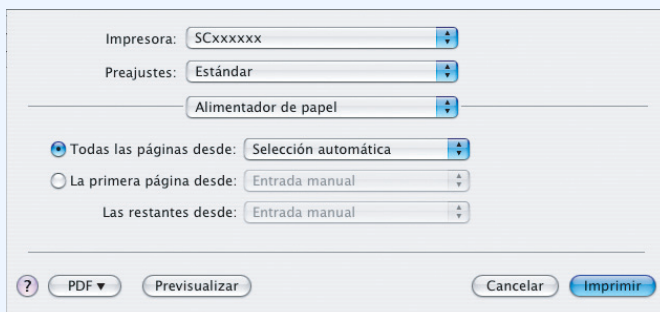 Impresora: SCxxxxxx
Preajustes: Estándar
Alimentador de papel
Todas las páginas desde: Selección automática
La primera página desde: Entrada manual
Las restantes desde: Entrada manual
? PDF ▼ Previsualizar Cancelar Imprimir